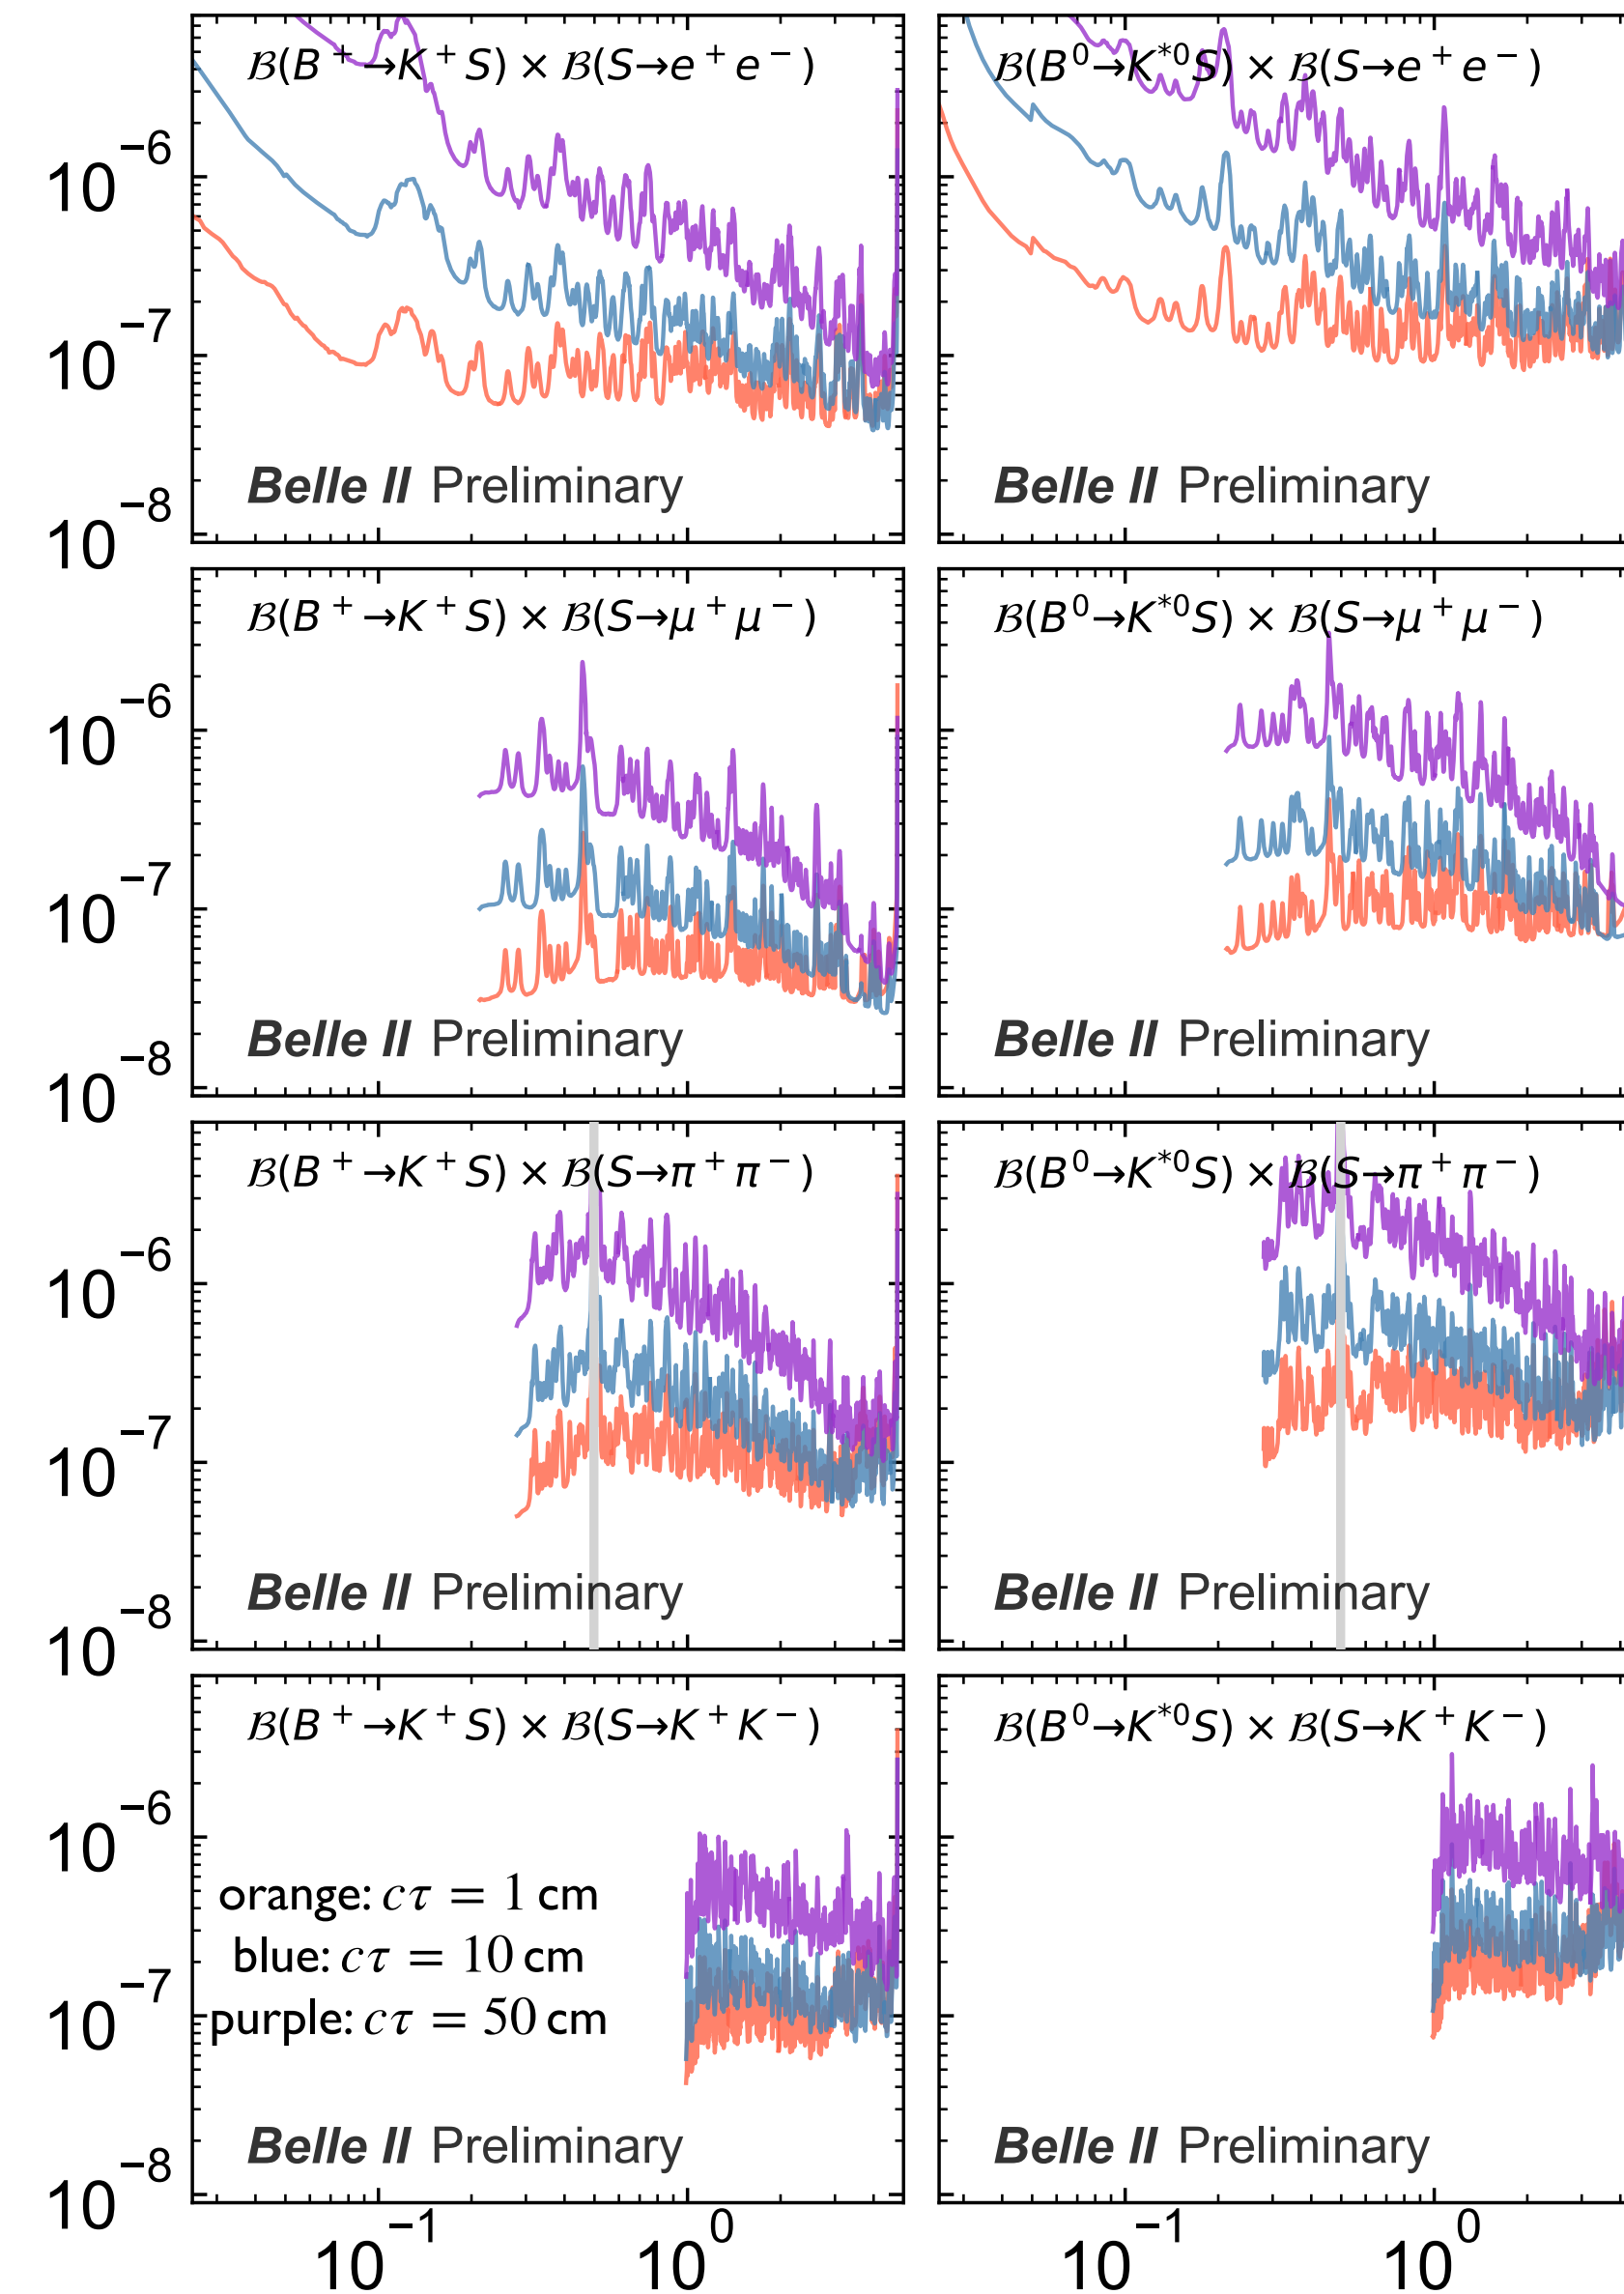 ℬ(B⁺→K⁺S) × ℬ(S→e⁺e⁻)
ℬ(B⁰→K*⁰S) × ℬ(S→e⁺e⁻)
10⁻⁶
10⁻⁷
10⁻⁸
Belle II Preliminary
Belle II Preliminary
ℬ(B⁺→K⁺S) × ℬ(S→μ⁺μ⁻)
ℬ(B⁰→K*⁰S) × ℬ(S→μ⁺μ⁻)
10⁻⁶
10⁻⁷
10⁻⁸
Belle II Preliminary
Belle II Preliminary
ℬ(B⁺→K⁺S) × ℬ(S→π⁺π⁻)
ℬ(B⁰→K*⁰S) × ℬ(S→π⁺π⁻)
10⁻⁶
10⁻⁷
10⁻⁸
Belle II Preliminary
Belle II Preliminary
ℬ(B⁺→K⁺S) × ℬ(S→K⁺K⁻)
ℬ(B⁰→K*⁰S) × ℬ(S→K⁺K⁻)
10⁻⁶
10⁻⁷
10⁻⁸
orange: cτ = 1 cm
blue: cτ = 10 cm
purple: cτ = 50 cm
Belle II Preliminary
Belle II Preliminary
10⁻¹ 10⁰ 10⁻¹ 10⁰